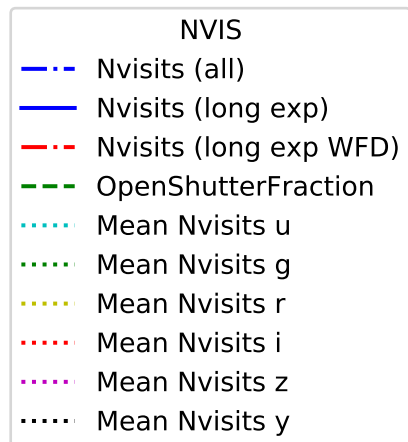 NVIS
Nvisits (all)
Nvisits (long exp)
Nvisits (long exp WFD)
OpenShutterFraction
Mean Nvisits u
Mean Nvisits g
Mean Nvisits r
Mean Nvisits i
Mean Nvisits z
Mean Nvisits y